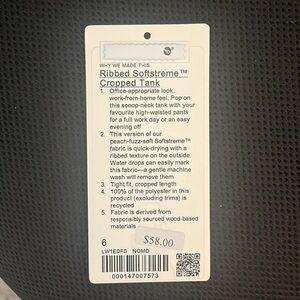 WHY WE MADE THIS
Ribbed Softstreme™
Cropped Tank
1. Office-appropriate look,
work-from-home feel. Pop on
this scoop-neck tank with your
favourite high-waisted pants
for a full work day or an easy
evening off
2. This version of our
peach-fuzz-soft Softstreme™
fabric is quick-drying with a
ribbed texture on the outside.
Water drops can easily mark
this fabric—a gentle machine
wash will remove them
3. Tight fit, cropped length
4. 100% of the polyester in this
product (excluding trims) is
recycled
5. Fabric is derived from
responsibly sourced wood-based
materials
6
$58.00
LW1EDFS NOMD
000147007573